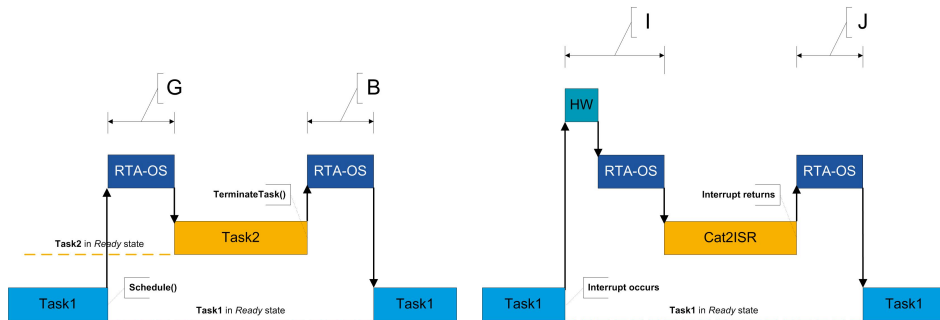 G
B
RTA-OS
RTA-OS
TerminateTask()
Task2
Task2 in Ready state
Schedule()
Task1
Task1 in Ready state
Task1
I
J
HW
RTA-OS
RTA-OS
Interrupt returns
Cat2ISR
Interrupt occurs
Task1
Task1 in Ready state
Task1